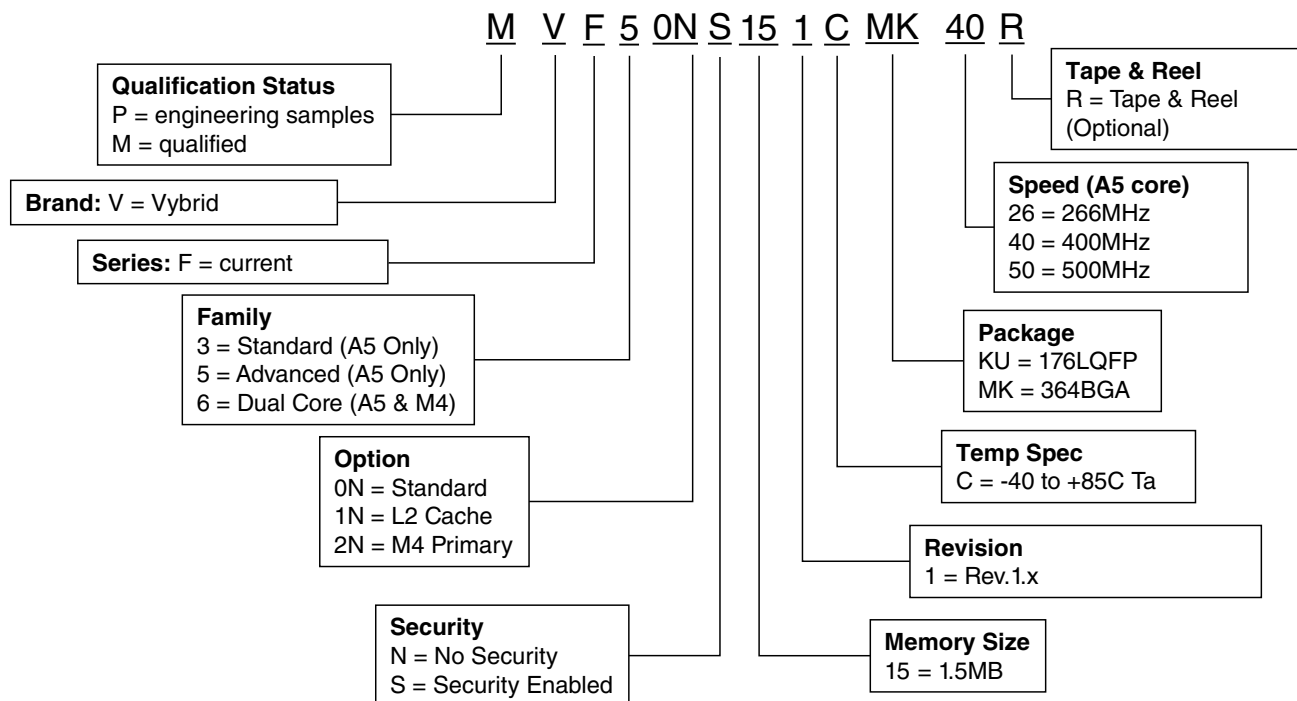 M V F 5 0N S 15 1 C MK 40 R
Qualification Status
P = engineering samples
M = qualified
Tape & Reel
R = Tape & Reel
(Optional)
Brand: V = Vybrid
Speed (A5 core)
26 = 266MHz
40 = 400MHz
50 = 500MHz
Series: F = current
Family
3 = Standard (A5 Only)
5 = Advanced (A5 Only)
6 = Dual Core (A5 & M4)
Package
KU = 176LQFP
MK = 364BGA
Option
0N = Standard
1N = L2 Cache
2N = M4 Primary
Temp Spec
C = -40 to +85C Ta
Revision
1 = Rev.1.x
Security
N = No Security
S = Security Enabled
Memory Size
15 = 1.5MB